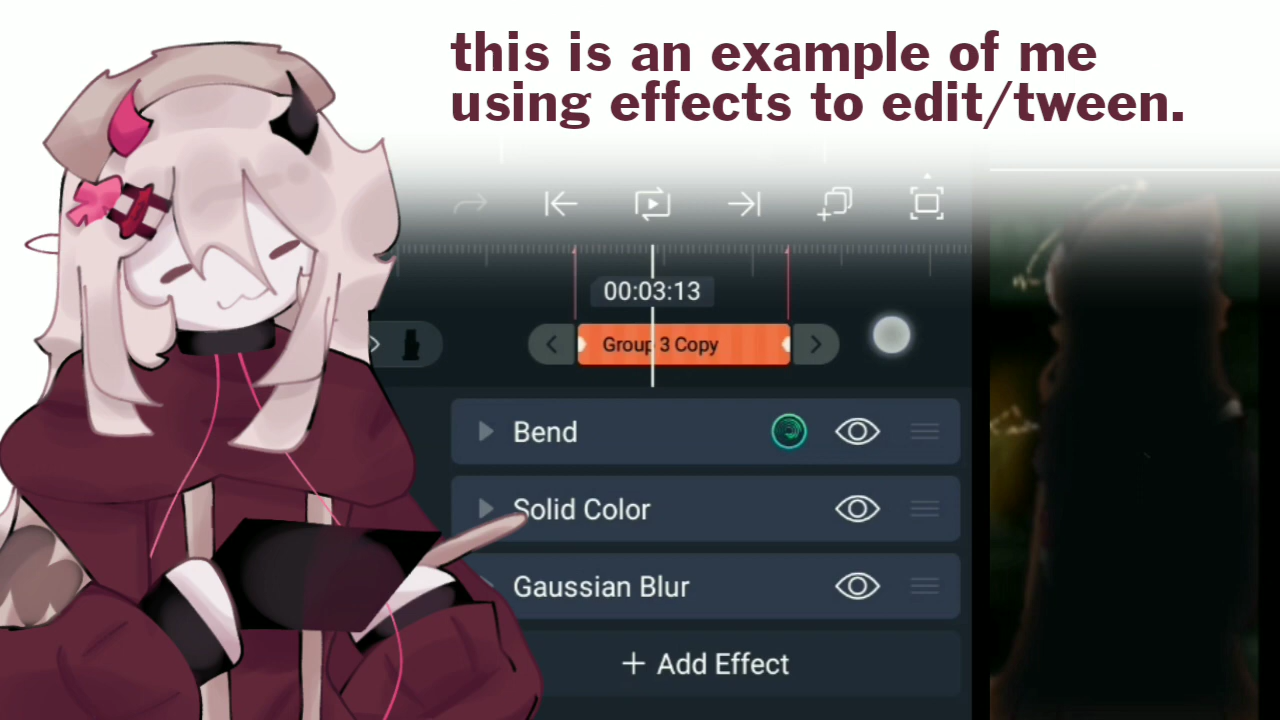 this is an example of me
using effects to edit/tween.
00:03:13
Group 3 Copy
Bend
Solid Color
Gaussian Blur
+ Add Effect